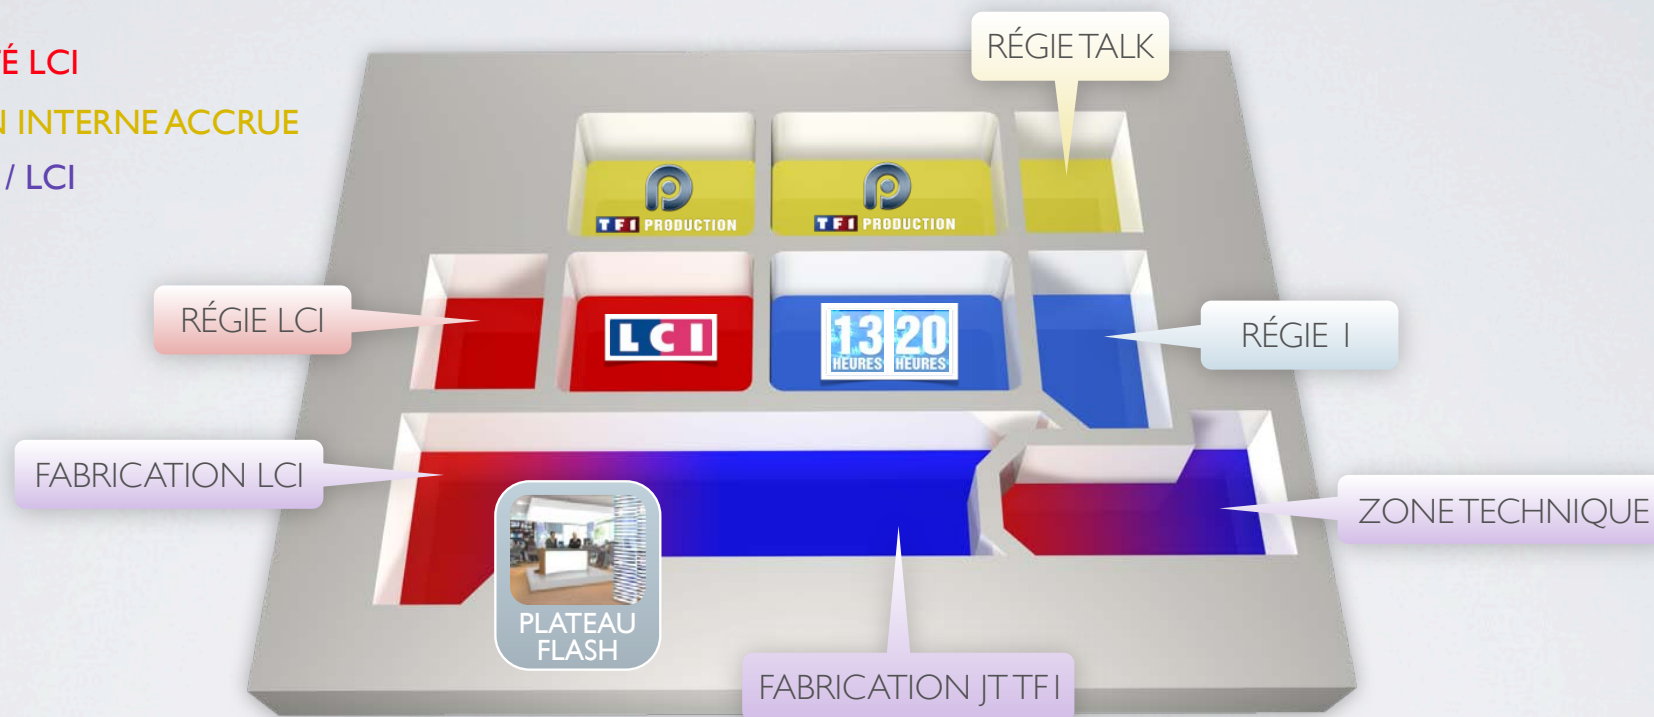 É LCI
N INTERNE ACCRUE
/ LCI
RÉGIE TALK
TF1 PRODUCTION
TF1 PRODUCTION
RÉGIE LCI
LCI
13 HEURES
20 HEURES
RÉGIE 1
FABRICATION LCI
ZONE TECHNIQUE
PLATEAU
FLASH
FABRICATION JT TF1